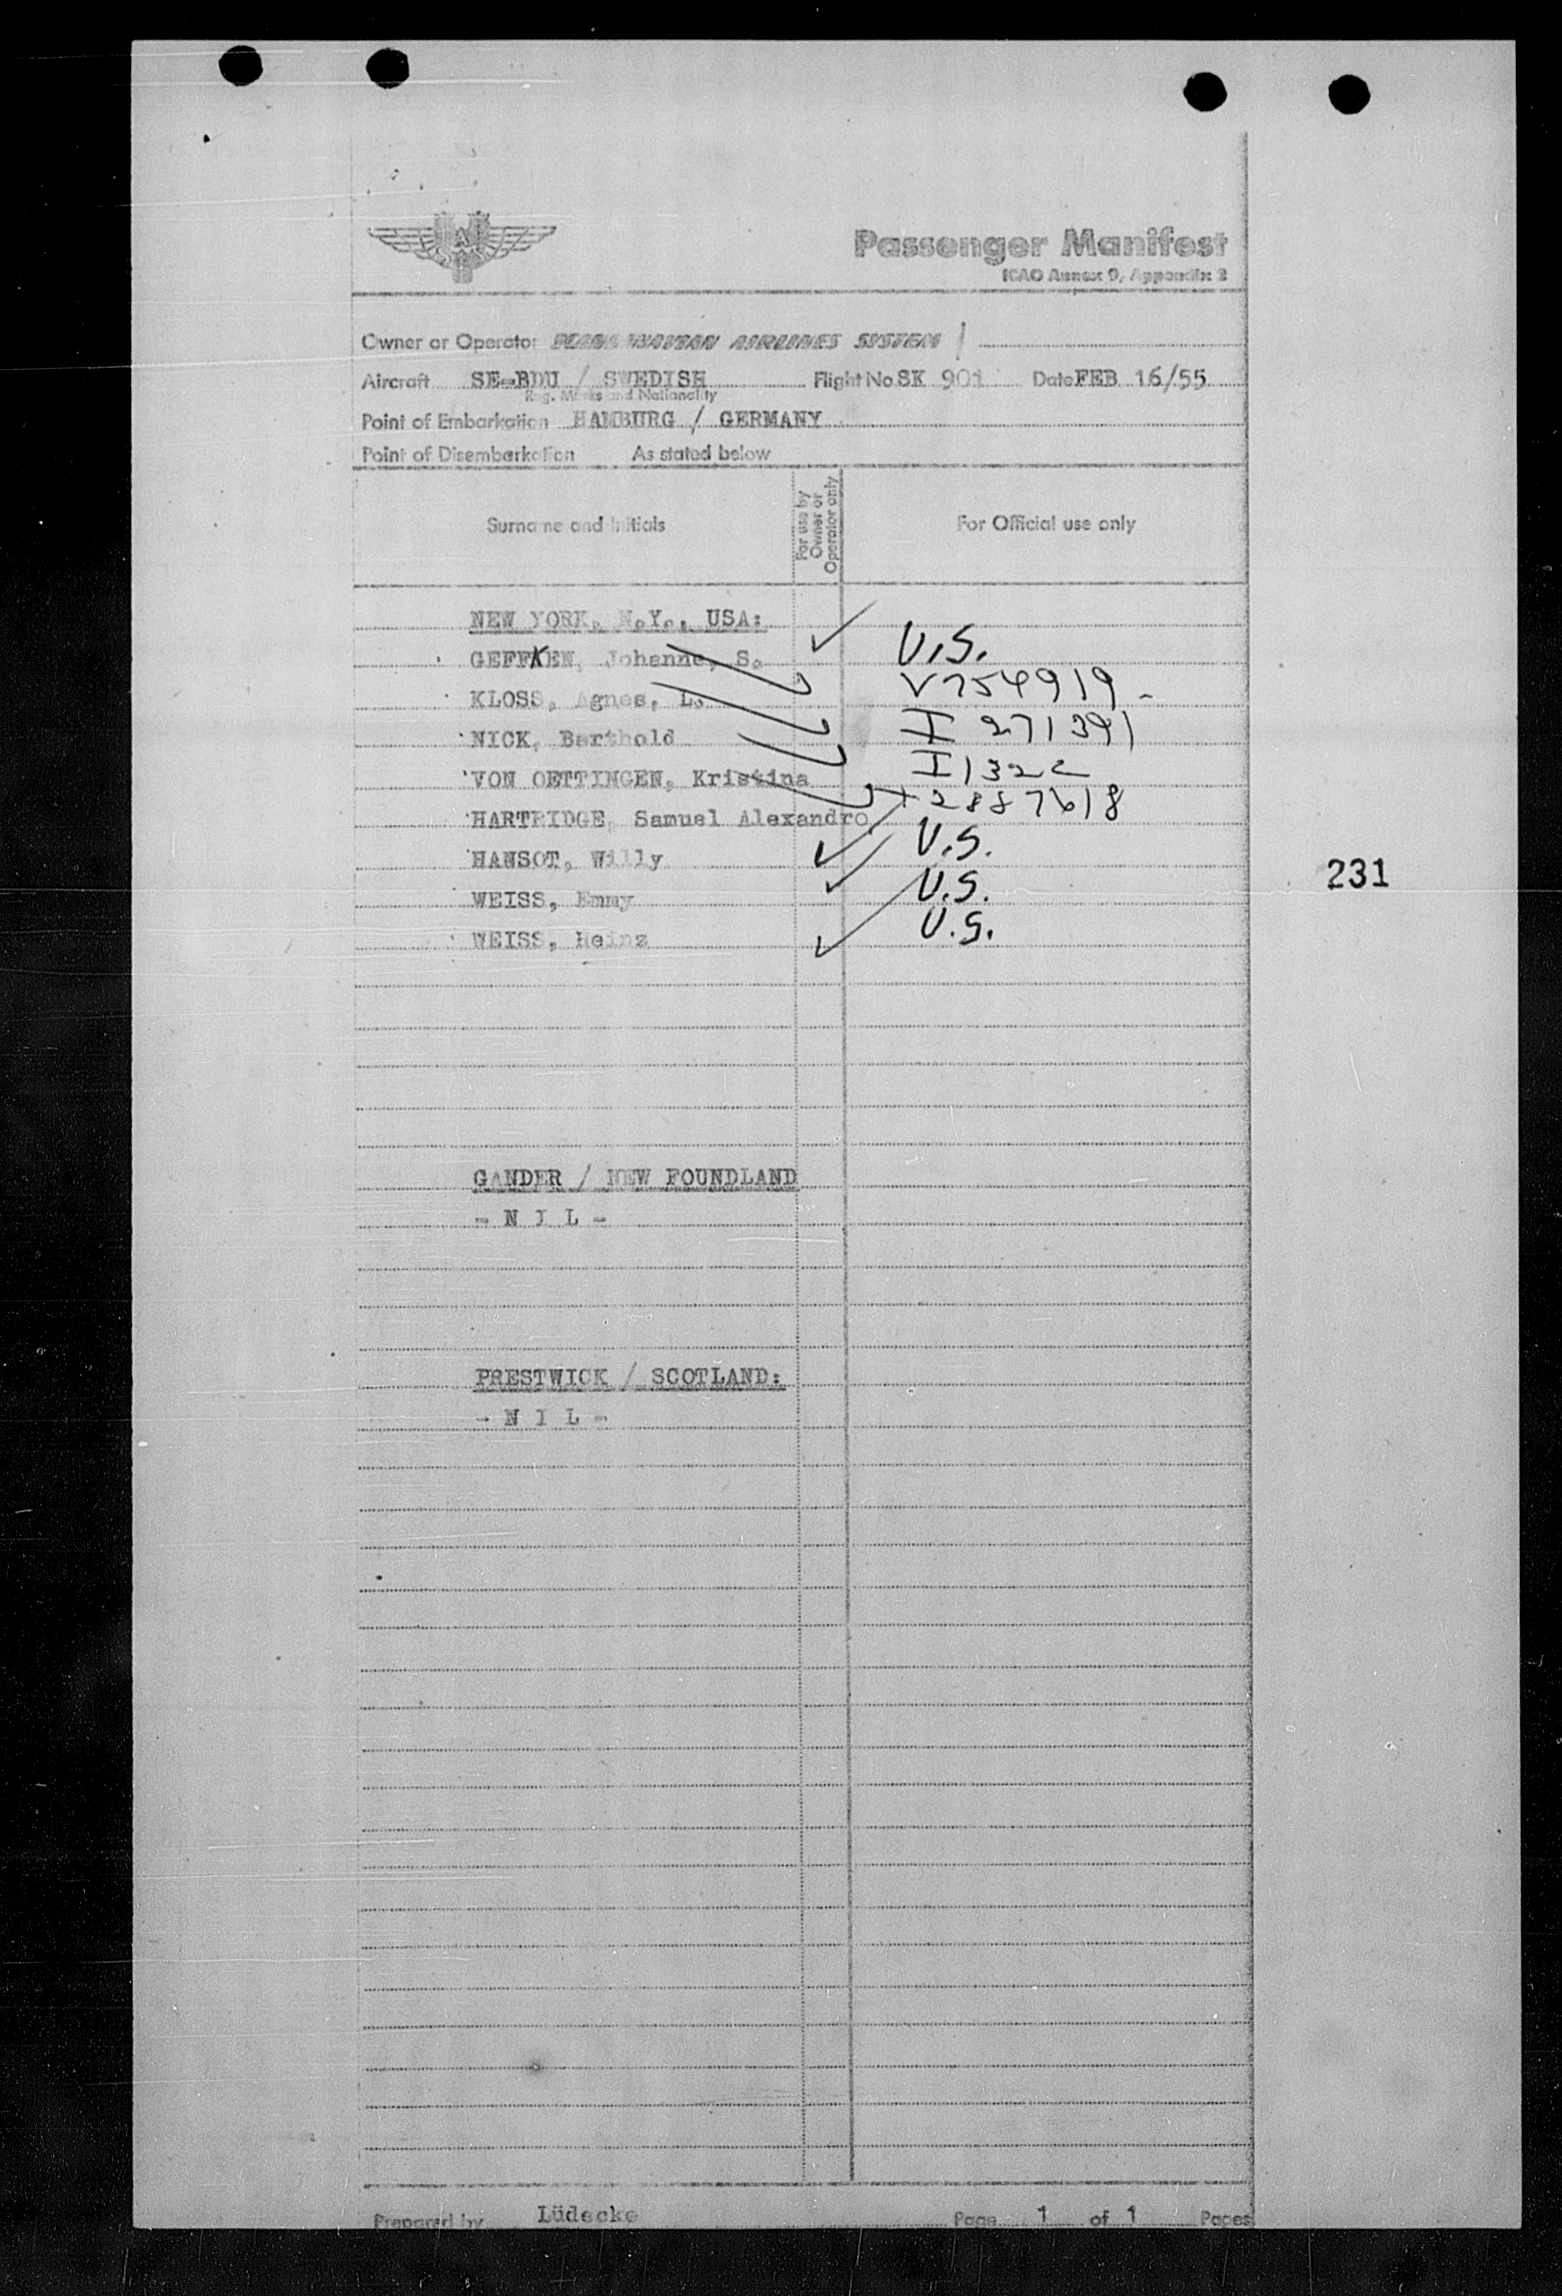 Passenger Manifest
ICAO Annex 9, Appendix 2
Owner or Operator SCANDINAVIAN AIRLINES SYSTEM
Aircraft SE-BDU / SWEDISH Flight No. SK 901 Date FEB 16/55
Reg. Marks and Nationality
Point of Embarkation HAMBURG / GERMANY
Point of Disembarkation As stated below
Surname and Initials For use by Owner or Operator only For Official use only
NEW YORK, N.Y., USA:
GEFFKEN, Johanne, S. U.S.
KLOSS, Agnes, L. V754919
NICK, Berthold I 271391
VON OETTINGEN, Kristina
HARTRIDGE, Samuel Alexandro 2887618
HANSOT, Willy U.S.
WEISS, Emmy U.S.
WEISS, Heinz U.S.
231
GANDER / NEW FOUNDLAND
- N I L -
PRESTWICK / SCOTLAND:
- N I L -
Prepared by Lüdecke Page 1 of 1 Pages